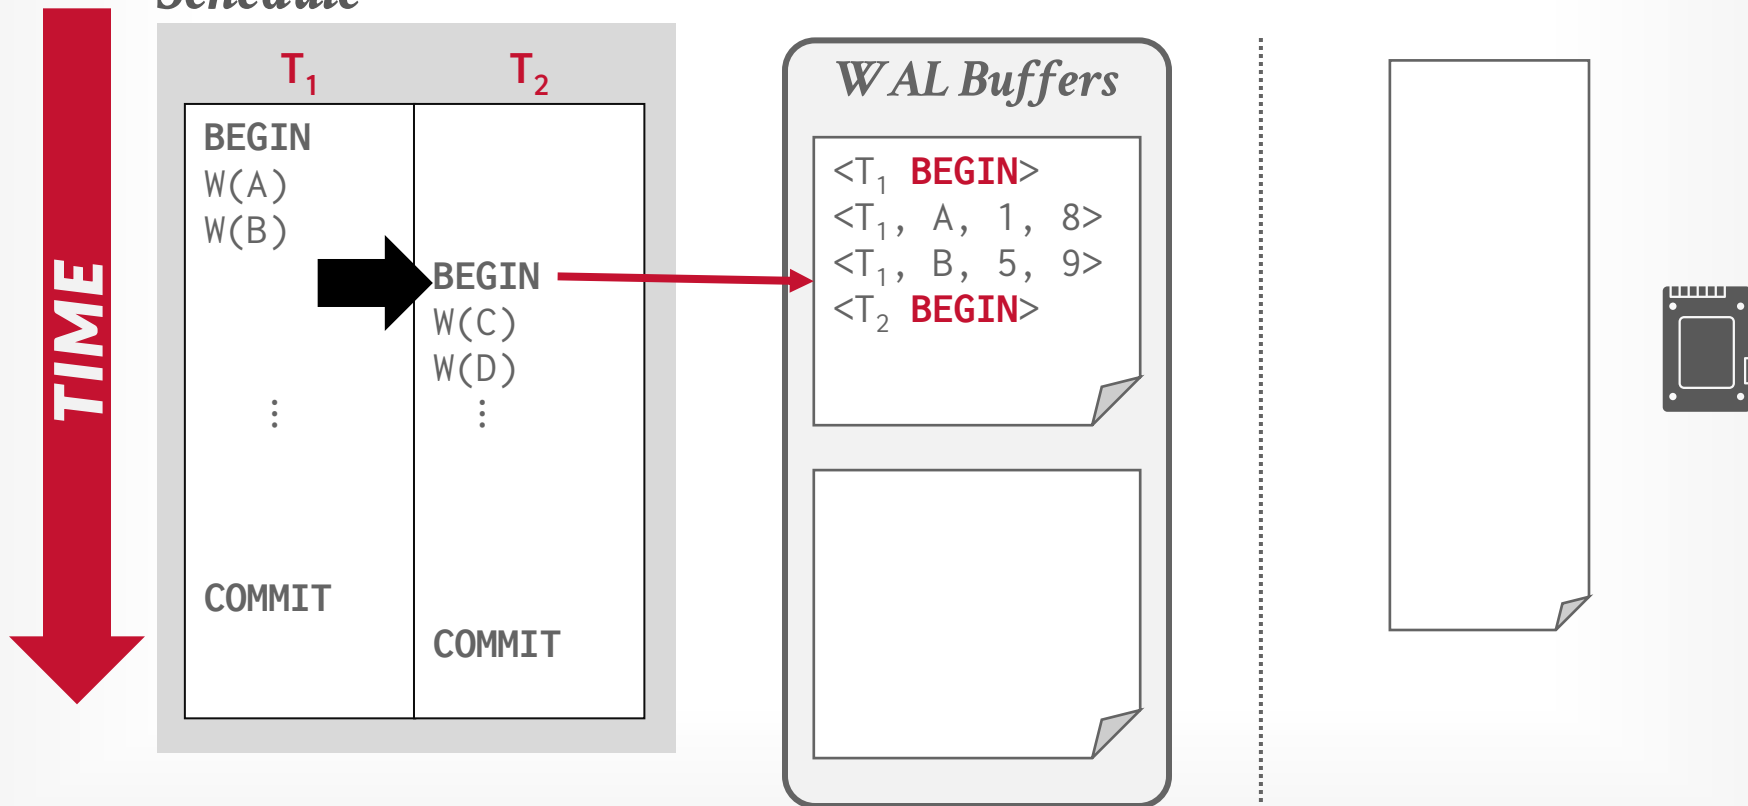 Schedule
TIME
T1 T2
BEGIN
W(A)
W(B)
BEGIN
W(C)
W(D)
⋮ ⋮
COMMIT
COMMIT
WAL Buffers
<T1 BEGIN>
<T1, A, 1, 8>
<T1, B, 5, 9>
<T2 BEGIN>